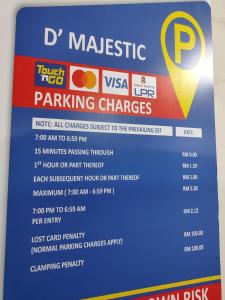 D' MAJESTIC
P
Touch 'n GO
VISA
LPR
PARKING CHARGES
NOTE: ALL CHARGES SUBJECT TO THE PREVAILING SST RATE
7:00 AM TO 6:59 PM
15 MINUTES PASSING THROUGH RM 0.00
1ST HOUR OR PART THEREOF RM 1.59
EACH SUBSEQUENT HOUR OR PART THEREOF RM 1.06
MAXIMUM ( 7:00 AM - 6:59 PM ) RM 5.30
7:00 PM TO 6:59 AM
PER ENTRY RM 2.12
LOST CARD PENALTY RM 100.00
(NORMAL PARKING CHARGES APPLY)
CLAMPING PENALTY RM 100.00
OWN RISK